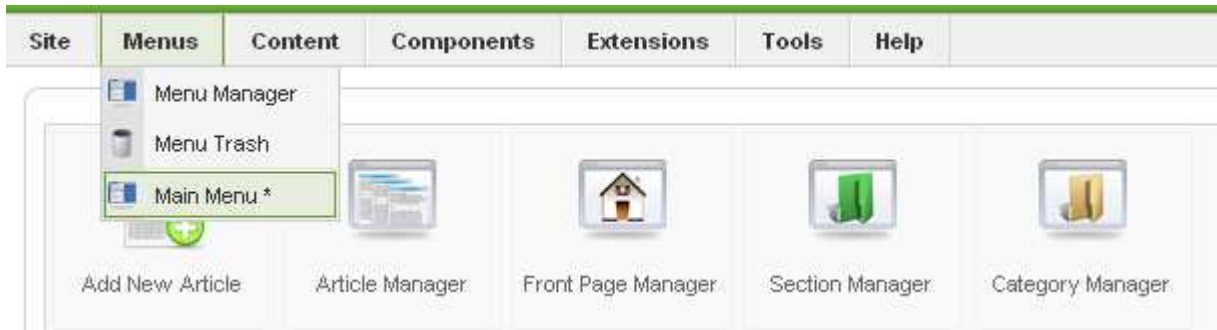 Site Menus Content Components Extensions Tools Help
Menu Manager
Menu Trash
Main Menu *
Add New Article Article Manager Front Page Manager Section Manager Category Manager